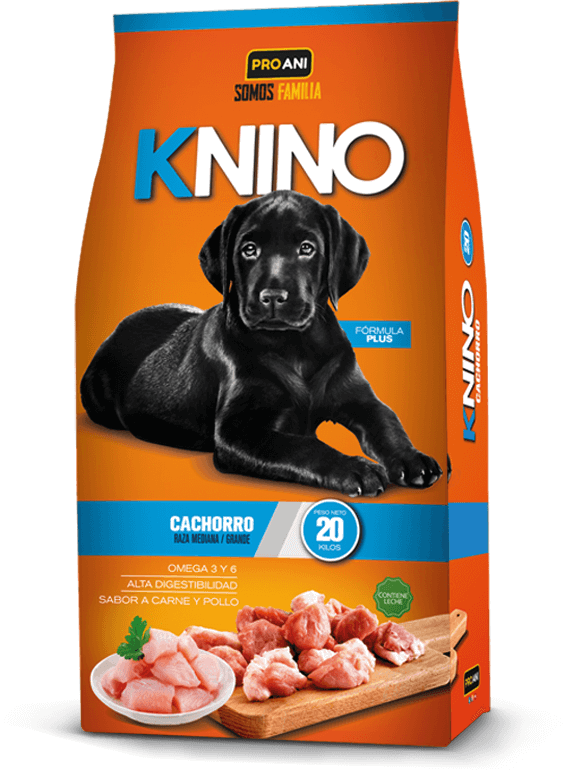 PROANI
SOMOS FAMILIA
KNINO
FÓRMULA
PLUS
CACHORRO
RAZA MEDIANA / GRANDE
PESO NETO
20
KILOS
OMEGA 3 Y 6
ALTA DIGESTIBILIDAD
SABOR A CARNE Y POLLO
CONTIENE
LECHE
KNINO
CACHORRO
PROANI